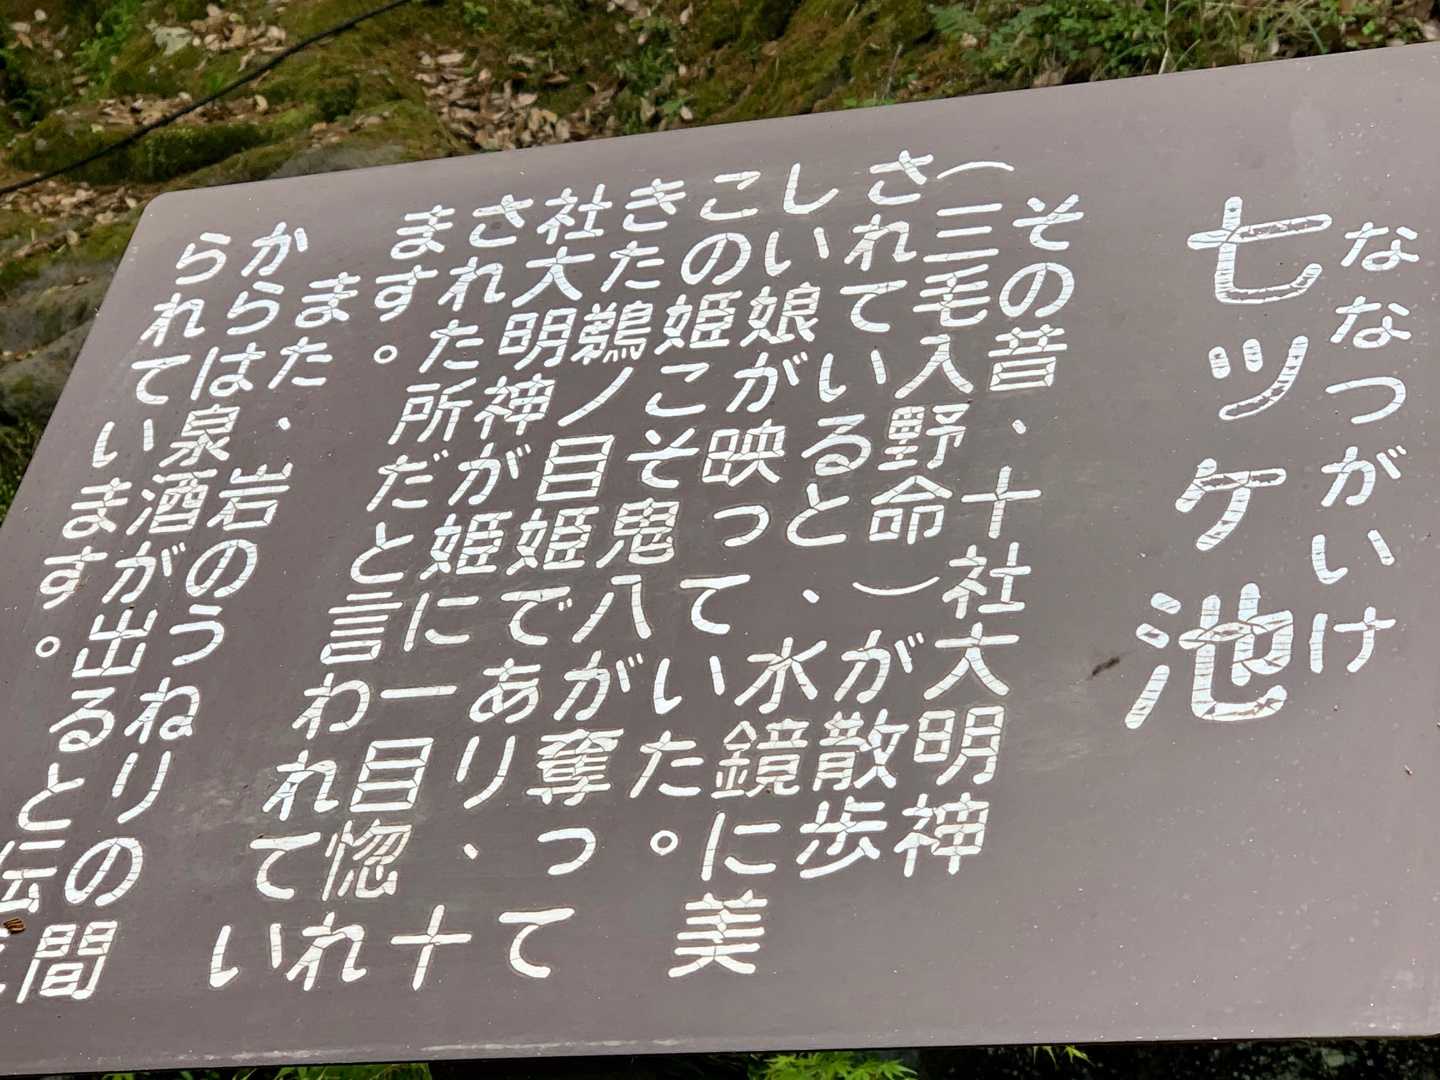 ななつがいけ
七ツケ池
その昔、十社大明神
(三毛入野命)が散歩
されていると、水鏡に美
しい娘が映っていた。
この姫こそ鬼八が奪って
きた鵜ノ目姫であり、十
社大明神が姫に一目惚れ
された所だと言われてい
ます。
また、岩のうねりの間
からは泉酒が出ると伝え
られています。